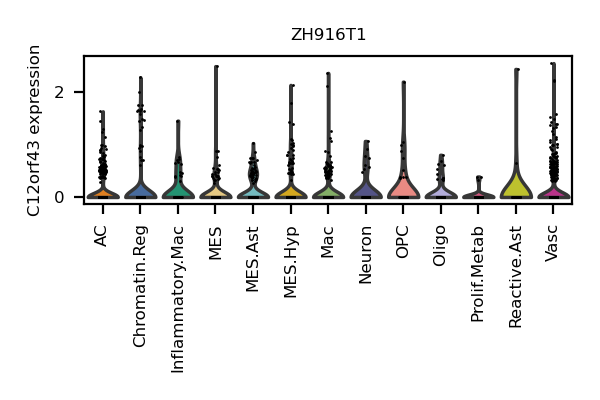 ZH916T1
C12orf43 expression
2
0
AC
Chromatin.Reg
Inflammatory.Mac
MES
MES.Ast
MES.Hyp
Mac
Neuron
OPC
Oligo
Prolif.Metab
Reactive.Ast
Vasc